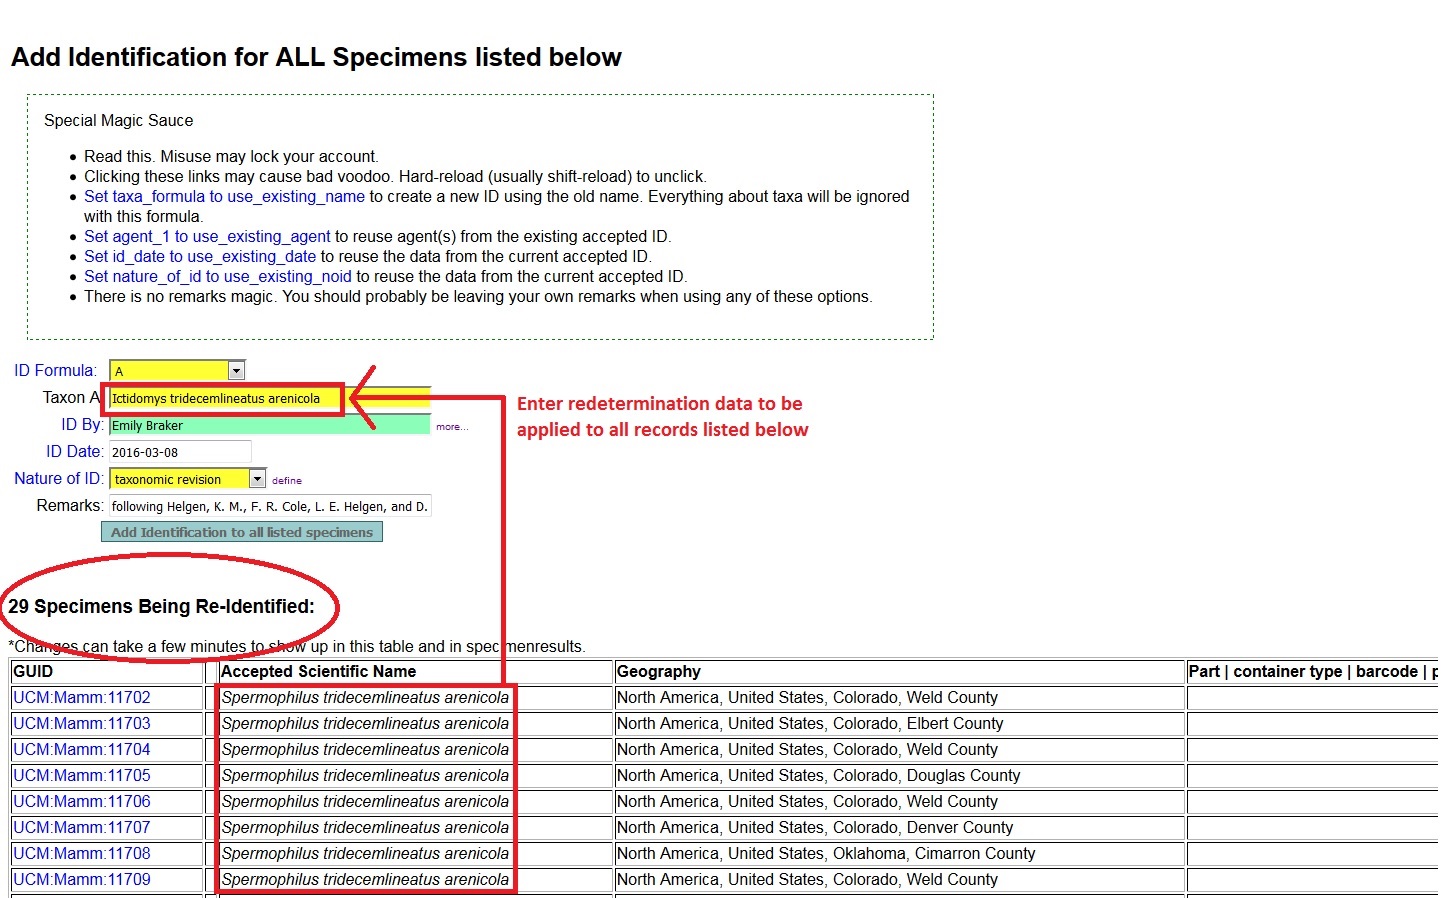 Add Identification for ALL Specimens listed below
Special Magic Sauce
Read this. Misuse may lock your account.
Clicking these links may cause bad voodoo. Hard-reload (usually shift-reload) to unclick.
Set taxa_formula to use_existing_name to create a new ID using the old name. Everything about taxa will be ignored
with this formula.
Set agent_1 to use_existing_agent to reuse agent(s) from the existing accepted ID.
Set id_date to use_existing_date to reuse the data from the current accepted ID.
Set nature_of_id to use_existing_noid to reuse the data from the current accepted ID.
There is no remarks magic. You should probably be leaving your own remarks when using any of these options.
ID Formula: A
Taxon A Ictidomys tridecemlineatus arenicola
ID By: Emily Braker more...
ID Date: 2016-03-08
Nature of ID: taxonomic revision define
Remarks: following Helgen, K. M., F. R. Cole, L. E. Helgen, and D.
Add Identification to all listed specimens
Enter redetermination data to be
applied to all records listed below
29 Specimens Being Re-Identified:
*Changes can take a few minutes to show up in this table and in specimenresults.
GUID Accepted Scientific Name Geography Part | container type | barcode | p
UCM:Mamm:11702 Spermophilus tridecemlineatus arenicola North America, United States, Colorado, Weld County
UCM:Mamm:11703 Spermophilus tridecemlineatus arenicola North America, United States, Colorado, Elbert County
UCM:Mamm:11704 Spermophilus tridecemlineatus arenicola North America, United States, Colorado, Weld County
UCM:Mamm:11705 Spermophilus tridecemlineatus arenicola North America, United States, Colorado, Douglas County
UCM:Mamm:11706 Spermophilus tridecemlineatus arenicola North America, United States, Colorado, Weld County
UCM:Mamm:11707 Spermophilus tridecemlineatus arenicola North America, United States, Colorado, Denver County
UCM:Mamm:11708 Spermophilus tridecemlineatus arenicola North America, United States, Oklahoma, Cimarron County
UCM:Mamm:11709 Spermophilus tridecemlineatus arenicola North America, United States, Colorado, Weld County